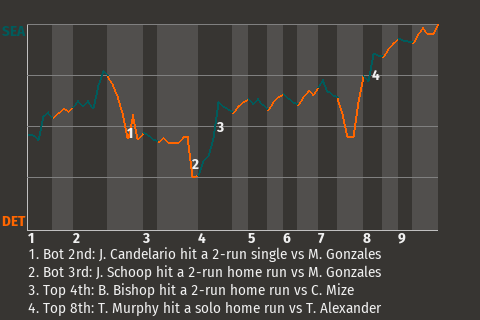 SEA
4
1
3
2
DET
1 2 3 4 5 6 7 8 9
1. Bot 2nd: J. Candelario hit a 2-run single vs M. Gonzales
2. Bot 3rd: J. Schoop hit a 2-run home run vs M. Gonzales
3. Top 4th: B. Bishop hit a 2-run home run vs C. Mize
4. Top 8th: T. Murphy hit a solo home run vs T. Alexander